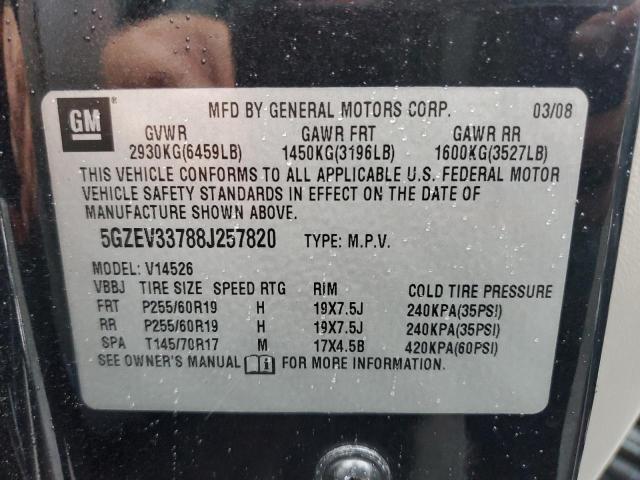 GM® MFD BY GENERAL MOTORS CORP. 03/08
GVWR GAWR FRT GAWR RR
2930KG(6459LB) 1450KG(3196LB) 1600KG(3527LB)
THIS VEHICLE CONFORMS TO ALL APPLICABLE U.S. FEDERAL MOTOR
VEHICLE SAFETY STANDARDS IN EFFECT ON THE DATE OF
MANUFACTURE SHOWN ABOVE.
5GZEV33788J257820 TYPE: M.P.V.
MODEL: V14526
VBBJ TIRE SIZE SPEED RTG RIM COLD TIRE PRESSURE
FRT P255/60R19 H 19X7.5J 240KPA(35PSI)
RR P255/60R19 H 19X7.5J 240KPA(35PSI)
SPA T145/70R17 M 17X4.5B 420KPA(60PSI)
SEE OWNER'S MANUAL FOR MORE INFORMATION.